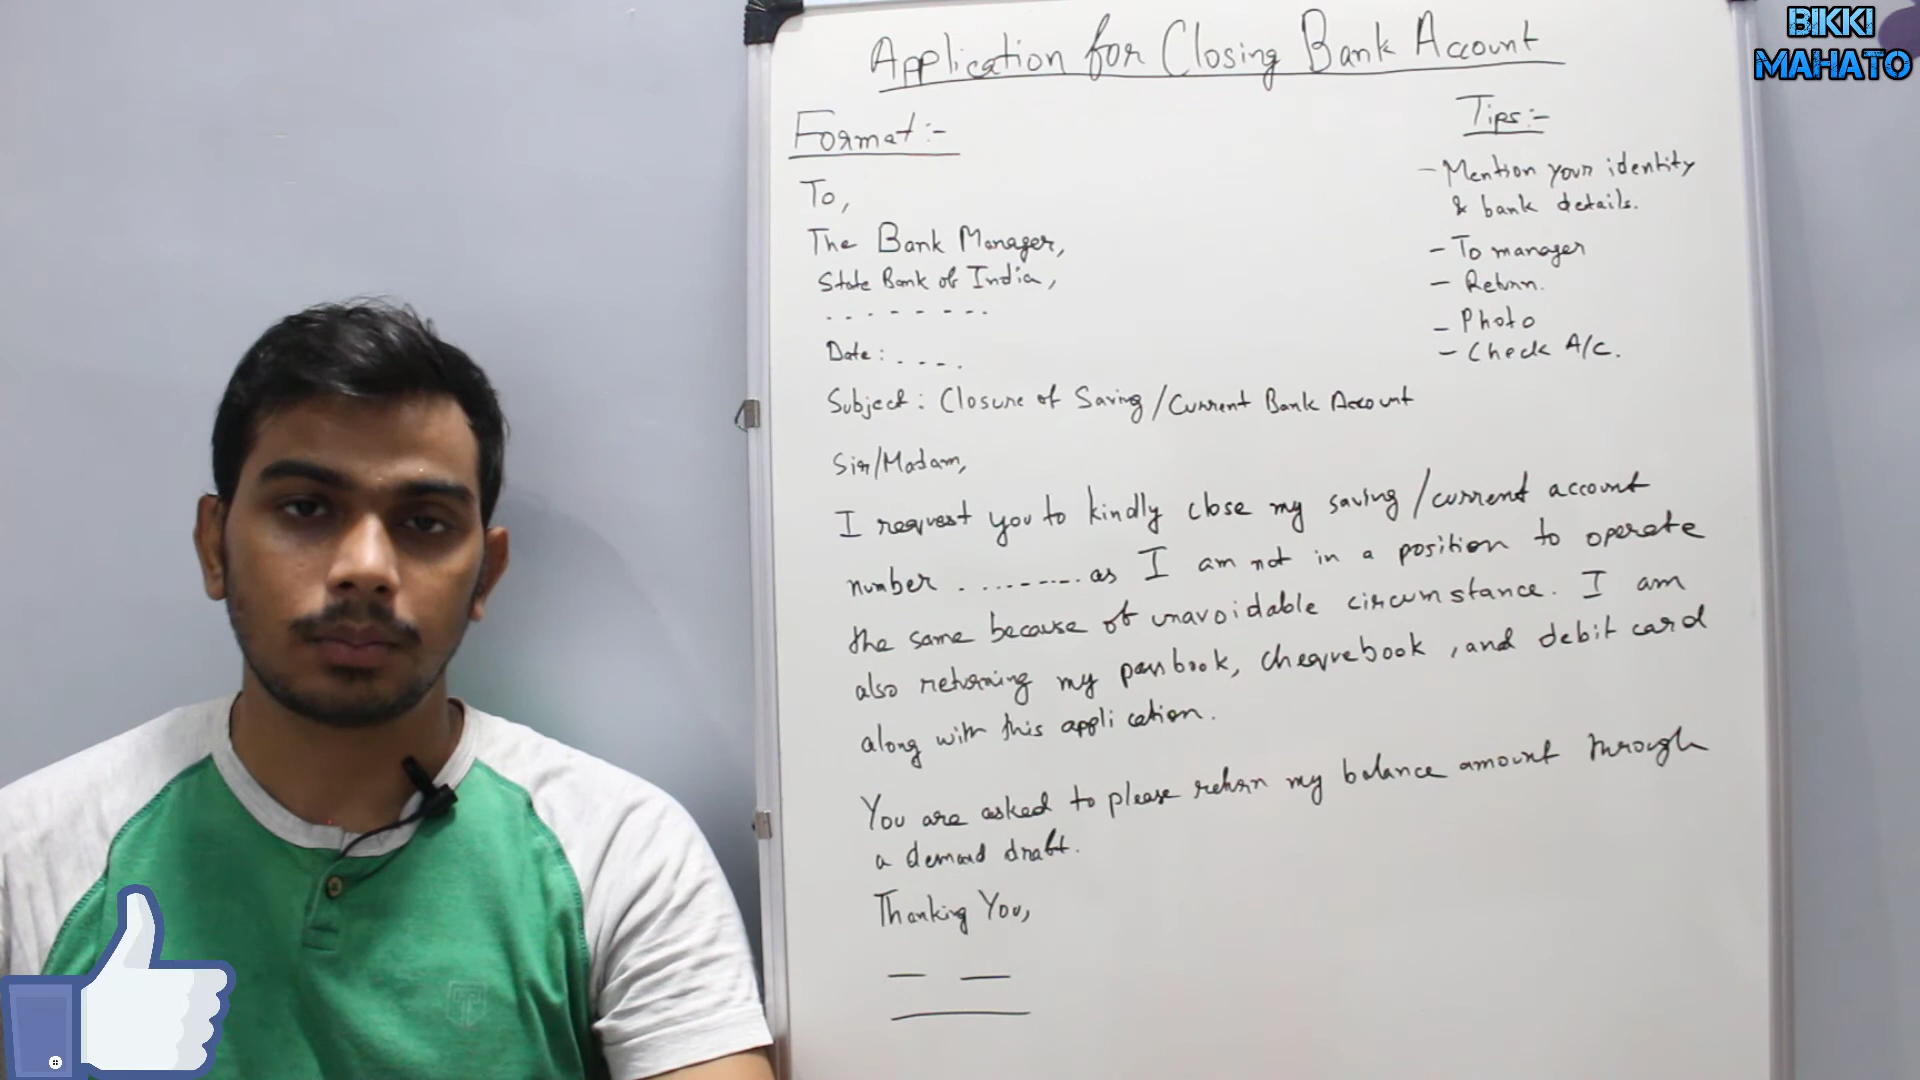 BIKKI
MAHATO
Application for Closing Bank Account
Format:-
To,
The Bank Manager,
State Bank of India,
. - - - - - - -
Date: . - - - .
Subject: Closure of Saving/Current Bank Account
Sir/Madam,
I request you to kindly close my saving/current account
number . ...----. as I am not in a position to operate
the same because of unavoidable circumstance. I am
also returning my passbook, chequebook, and debit card
along with this application.
You are asked to please return my balance amount through
a demand draft.
Thanking You,
Tips:-
- Mention your identity
& bank details.
- To manager
- Return.
- Photo
- Check A/C.